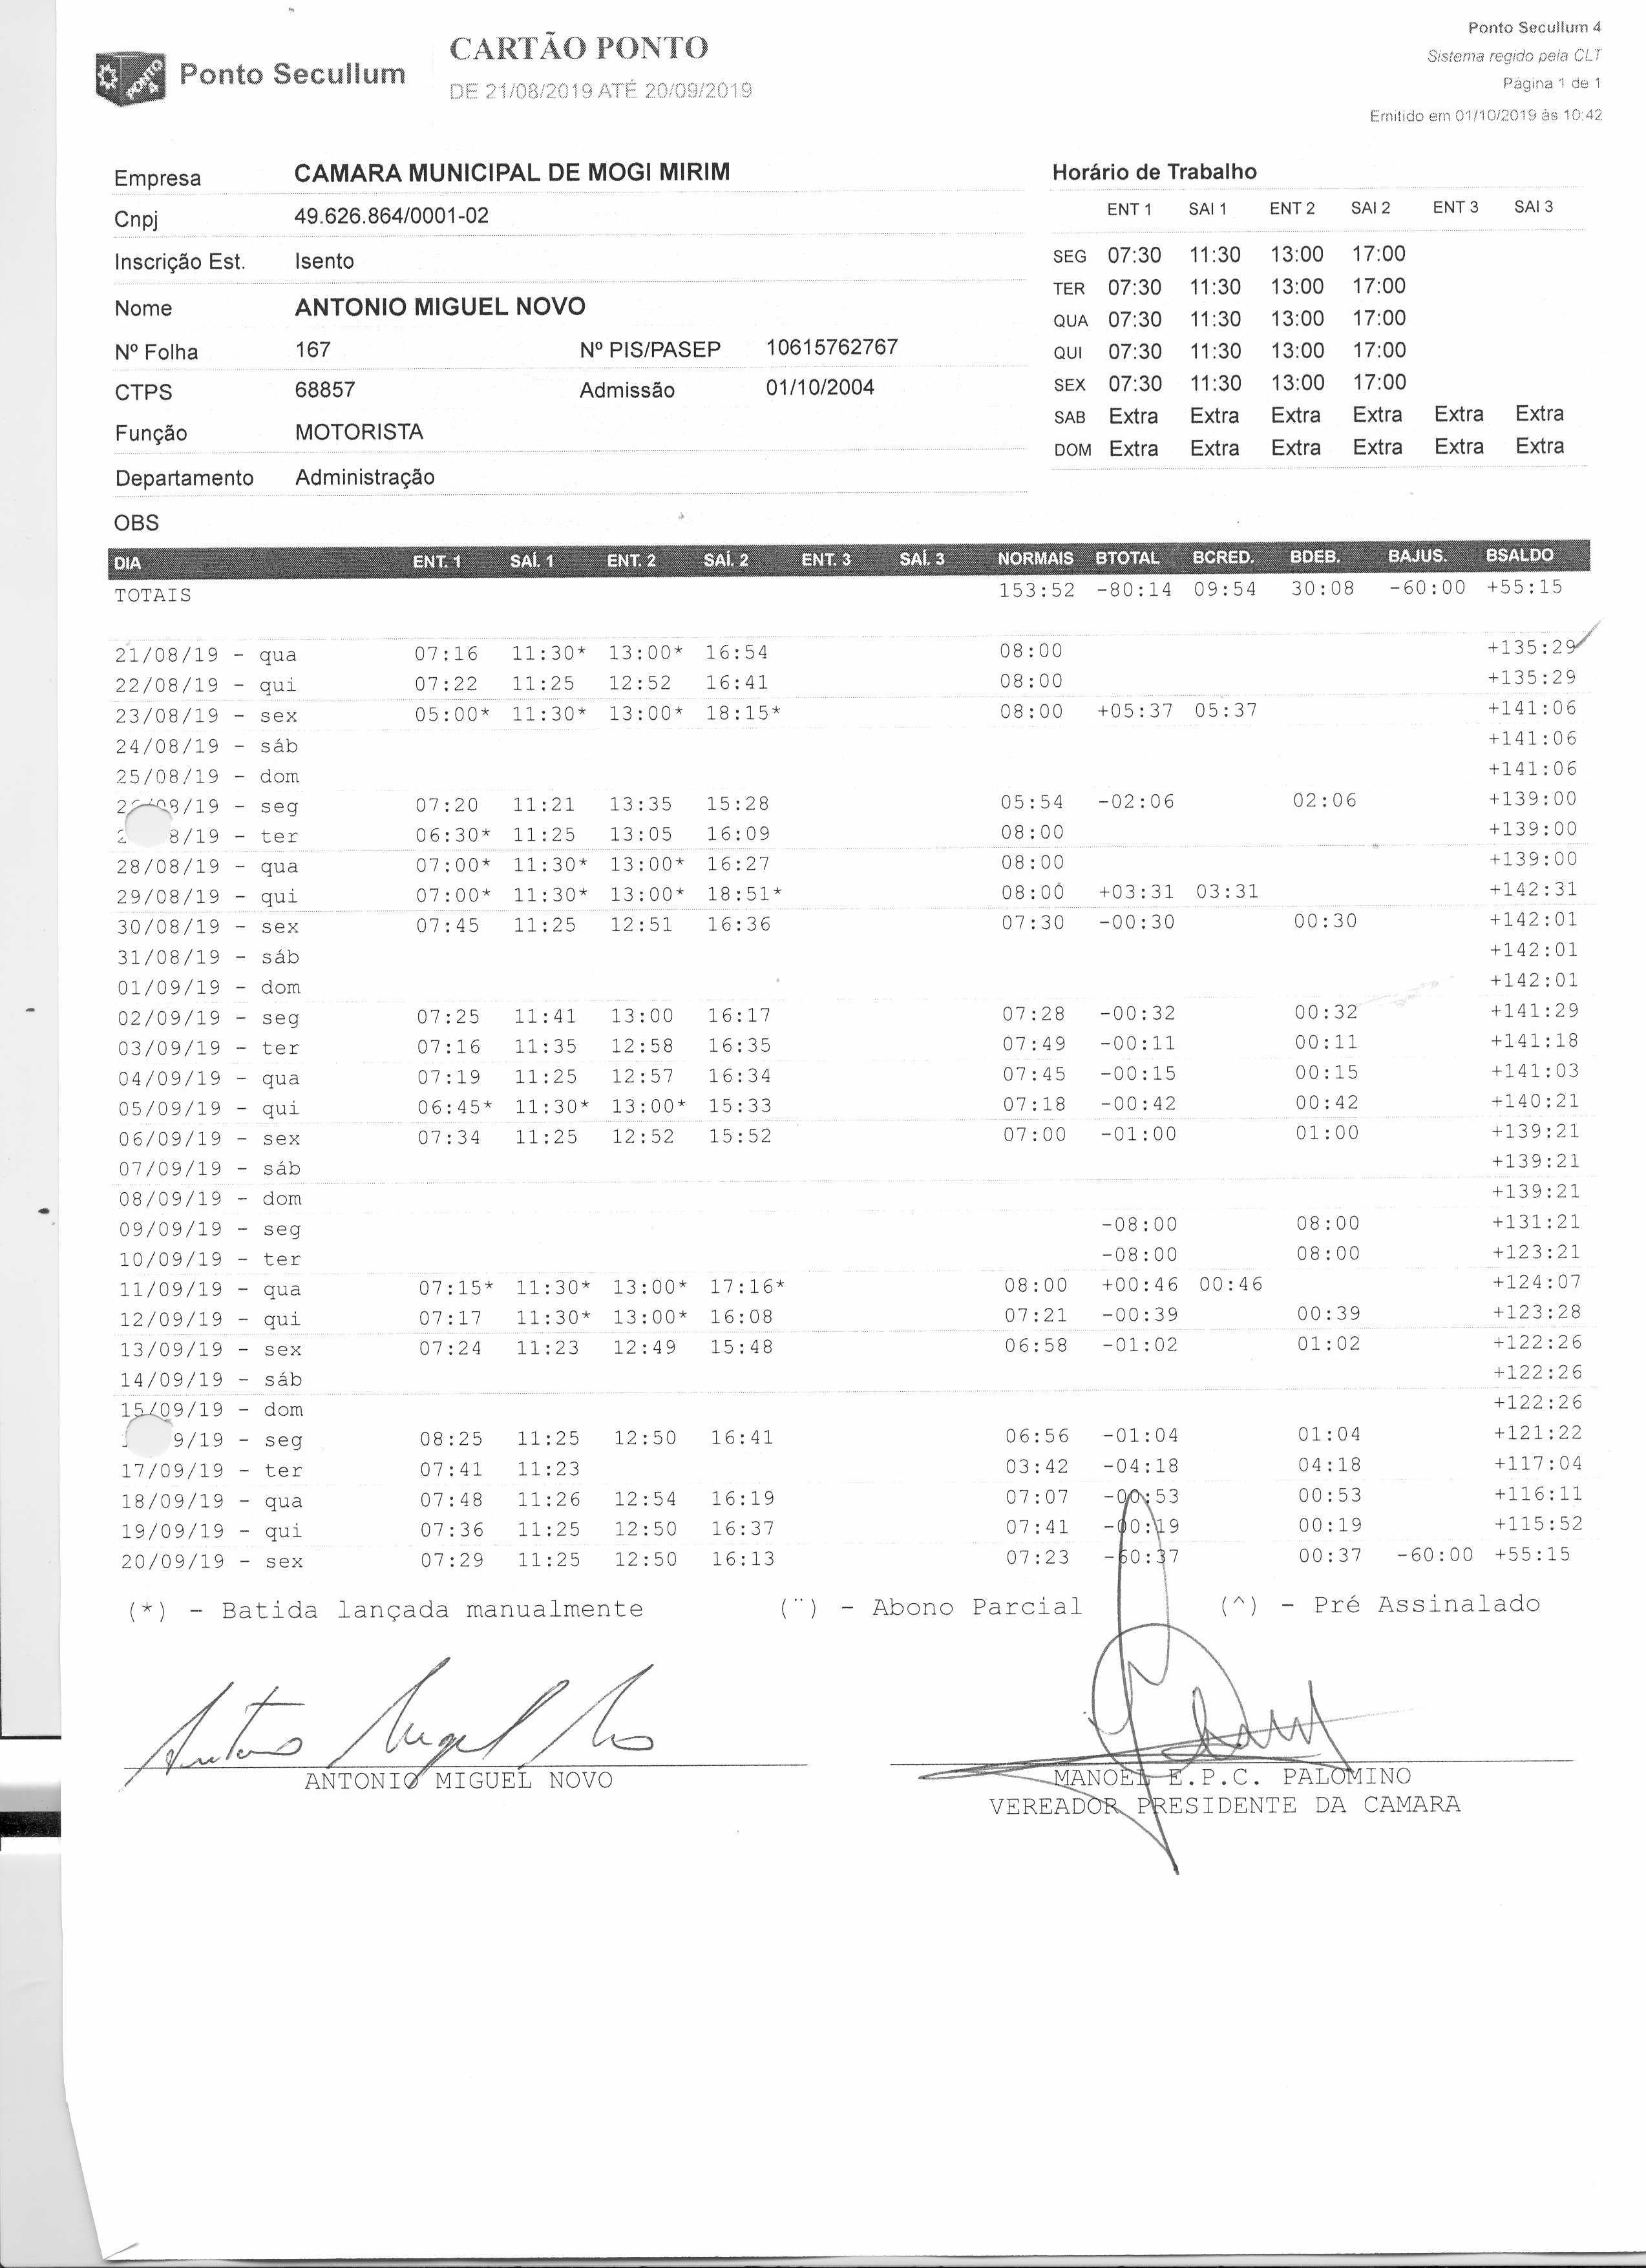 Ponto Secullum
CARTÃO PONTO
DE 21/08/2019 ATÉ 20/09/2019
Ponto Secullum 4
Sistema regido pela CLT
Página 1 de 1
Emitido em 01/10/2019 às 10:42
Empresa CAMARA MUNICIPAL DE MOGI MIRIM
Cnpj 49.626.864/0001-02
Inscrição Est. Isento
Nome ANTONIO MIGUEL NOVO
Nº Folha 167 Nº PIS/PASEP 10615762767
CTPS 68857 Admissão 01/10/2004
Função MOTORISTA
Departamento Administração
OBS
Horário de Trabalho
ENT 1 SAI 1 ENT 2 SAI 2 ENT 3 SAI 3
SEG 07:30 11:30 13:00 17:00
TER 07:30 11:30 13:00 17:00
QUA 07:30 11:30 13:00 17:00
QUI 07:30 11:30 13:00 17:00
SEX 07:30 11:30 13:00 17:00
SAB Extra Extra Extra Extra Extra Extra
DOM Extra Extra Extra Extra Extra Extra
DIA ENT. 1 SAÍ. 1 ENT. 2 SAÍ. 2 ENT. 3 SAÍ. 3 NORMAIS BTOTAL BCRED. BDEB. BAJUS. BSALDO
TOTAIS 153:52 -80:14 09:54 30:08 -60:00 +55:15
21/08/19 - qua 07:16 11:30* 13:00* 16:54 08:00 +135:29
22/08/19 - qui 07:22 11:25 12:52 16:41 08:00 +135:29
23/08/19 - sex 05:00* 11:30* 13:00* 18:15* 08:00 +05:37 05:37 +141:06
24/08/19 - sáb +141:06
25/08/19 - dom +141:06
/19 - seg 07:20 11:21 13:35 15:28 05:54 -02:06 02:06 +139:00
8/19 - ter 06:30* 11:25 13:05 16:09 08:00 +139:00
28/08/19 - qua 07:00* 11:30* 13:00* 16:27 08:00 +139:00
29/08/19 - qui 07:00* 11:30* 13:00* 18:51* 08:00 +03:31 03:31 +142:31
30/08/19 - sex 07:45 11:25 12:51 16:36 07:30 -00:30 00:30 +142:01
31/08/19 - sáb +142:01
01/09/19 - dom +142:01
02/09/19 - seg 07:25 11:41 13:00 16:17 07:28 -00:32 00:32 +141:29
03/09/19 - ter 07:16 11:35 12:58 16:35 07:49 -00:11 00:11 +141:18
04/09/19 - qua 07:19 11:25 12:57 16:34 07:45 -00:15 00:15 +141:03
05/09/19 - qui 06:45* 11:30* 13:00* 15:33 07:18 -00:42 00:42 +140:21
06/09/19 - sex 07:34 11:25 12:52 15:52 07:00 -01:00 01:00 +139:21
07/09/19 - sáb +139:21
08/09/19 - dom +139:21
09/09/19 - seg -08:00 08:00 +131:21
10/09/19 - ter -08:00 08:00 +123:21
11/09/19 - qua 07:15* 11:30* 13:00* 17:16* 08:00 +00:46 00:46 +124:07
12/09/19 - qui 07:17 11:30* 13:00* 16:08 07:21 -00:39 00:39 +123:28
13/09/19 - sex 07:24 11:23 12:49 15:48 06:58 -01:02 01:02 +122:26
14/09/19 - sáb +122:26
15/09/19 - dom +122:26
9/19 - seg 08:25 11:25 12:50 16:41 06:56 -01:04 01:04 +121:22
17/09/19 - ter 07:41 11:23 03:42 -04:18 04:18 +117:04
18/09/19 - qua 07:48 11:26 12:54 16:19 07:07 -00:53 00:53 +116:11
19/09/19 - qui 07:36 11:25 12:50 16:37 07:41 -00:19 00:19 +115:52
20/09/19 - sex 07:29 11:25 12:50 16:13 07:23 -60:37 00:37 -60:00 +55:15
(*) - Batida lançada manualmente (¨) - Abono Parcial (^) - Pré Assinalado
ANTONIO MIGUEL NOVO
MANOEL E.P.C. PALOMINO
VEREADOR PRESIDENTE DA CAMARA